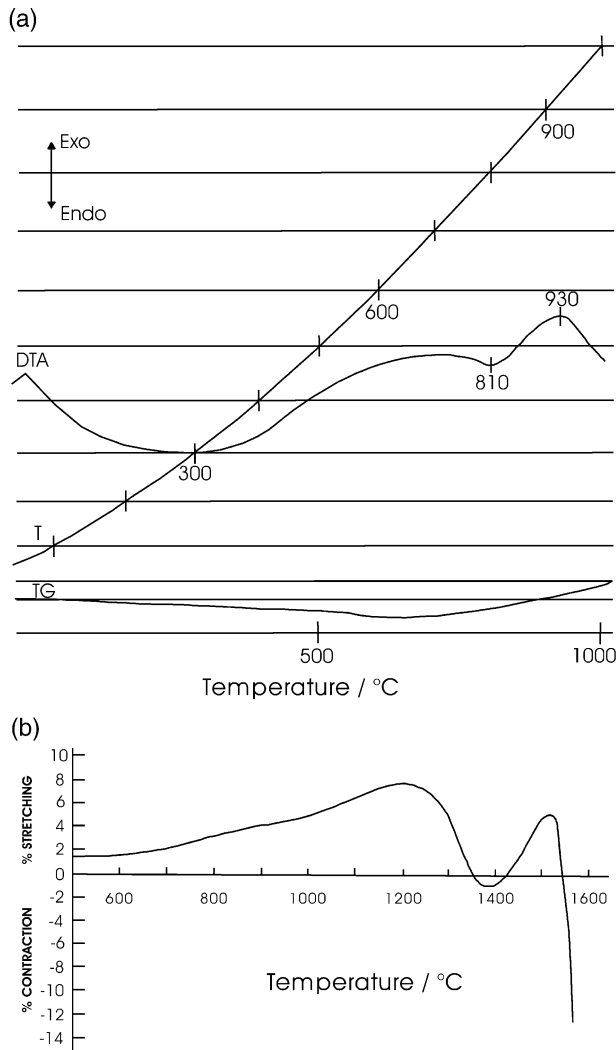 (a)
900
Exo
Endo
600
930
DTA
810
300
T
TG
500
1000
Temperature / °C
(b)
10
8
6
4
2
0
-2
-4
-6
-8
-10
-12
-14
% STRETCHING
% CONTRACTION
600
800
1000
1200
1400
1600
Temperature / °C